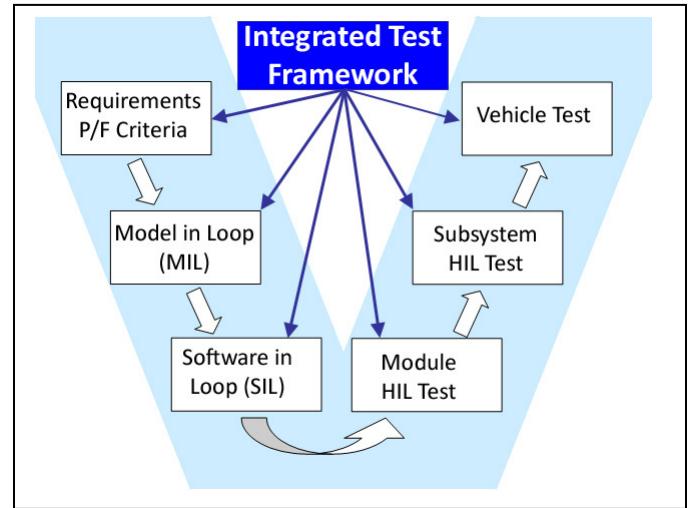 Integrated Test
Framework
Requirements
P/F Criteria
Vehicle Test
Model in Loop
(MIL)
Subsystem
HIL Test
Software in
Loop (SIL)
Module
HIL Test